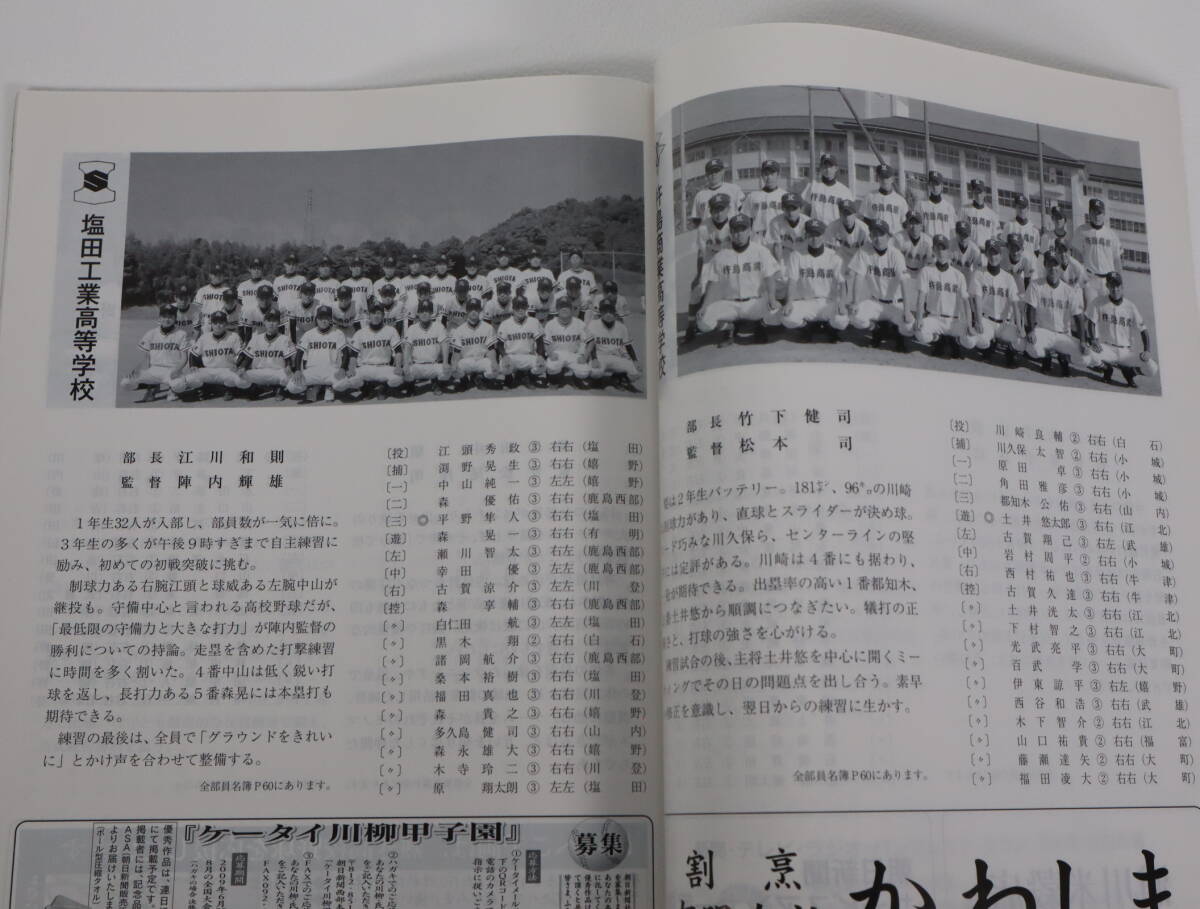 塩田工業高等学校
部長 江川和則
監督 陣内輝雄
1年生32人が入部し、部員数が一気に倍に。
3年生の多くが午後9時すぎまで自主練習に
励み、初めての初戦突破に挑む。
制球力ある右腕江頭と球威ある左腕中山が
継投も。守備中心と言われる高校野球だが、
「最低限の守備力と大きな打力」が陣内監督の
勝利についての持論。走塁を含めた打撃練習
に時間を多く割いた。4番中山は低く鋭い打
球を返し、長打力ある5番森晃には本塁打も
期待できる。
練習の最後は、全員で「グラウンドをきれい
に」とかけ声を合わせて整備する。
全部員名簿P60にあります。
[投] 江頭秀政 ③ 右右 (塩田)
[捕] 渕野晃生 ③ 右右 (嬉野)
[一] 中山純一 ③ 左左 (嬉野)
[二] 森優佑 ③ 右右 (鹿島西部)
[三] ◎ 平野隼人 ③ 右右 (塩田)
[遊] 森晃一 ③ 右右 (有明)
[左] 瀬川智太 ③ 右左 (鹿島西部)
[中] 幸田優 ③ 左左 (鹿島西部)
[右] 古賀涼介 ③ 左左 (川登)
[控] 森享輔 ③ 右右 (鹿島西部)
[〃] 白仁田航 ③ 左左 (塩田)
[〃] 黒木翔 ② 右右 (白石)
[〃] 諸岡航介 ③ 右右 (鹿島西部)
[〃] 桑本裕樹 ③ 右右 (塩田)
[〃] 福田真也 ③ 右右 (川登)
[〃] 森貴之 ③ 右右 (嬉野)
[〃] 多久島健司 ③ 右右 (山内)
[〃] 森永雄大 ③ 右右 (嬉野)
[〃] 木寺玲二 ③ 右右 (川登)
[〃] 原翔太朗 ③ 左左 (塩田)
『ケータイ川柳甲子園』
募集
杵島商業高等学校
部長 竹下健司
監督 松本司
は2年生バッテリー。181㌢、96㌔の川崎
力があり、直球とスライダーが決め球。
ード巧みな川久保ら、センターラインの堅
には定評がある。川崎は4番にも据わり、
が期待できる。出塁率の高い1番都知木、
番土井悠から順調につなぎたい。犠打の正
さと、打球の強さを心がける。
練習試合の後、主将土井悠を中心に開くミー
ィングでその日の問題点を出し合う。素早
修正を意識し、翌日からの練習に生かす。
全部員名簿P60にあります。
[投] 川崎良輔 ② 右右 (白石)
[捕] 川久保太智 ② 右右 (小城)
[一] 原田卓 ③ 右右 (小城)
[二] 角田雅彦 ③ 右右 (小城)
[三] 都知木公佑 ③ 右右 (山内)
[遊] ◎ 土井悠太郎 ③ 右右 (江北)
[左] 古賀翔己 ③ 右左 (武雄)
[中] 岩村周平 ② 右右 (小城)
[右] 西村祐也 ③ 右右 (牛津)
[控] 古賀久達 ③ 右右 (牛津)
[〃] 土井洸太 ③ 右右 (江北)
[〃] 下村智之 ③ 右右 (江北)
[〃] 光武亮平 ③ 右右 (大町)
[〃] 百武学 ③ 右右 (大町)
[〃] 伊東諒平 ③ 右左 (嬉野)
[〃] 西谷和浩 ③ 右右 (武雄)
[〃] 木下智介 ② 右右 (江北)
[〃] 山口祐貴 ② 右右 (福富)
[〃] 藤瀬達矢 ② 右右 (大町)
[〃] 福田凌大 ② 右右 (大町)
割烹
かわしま